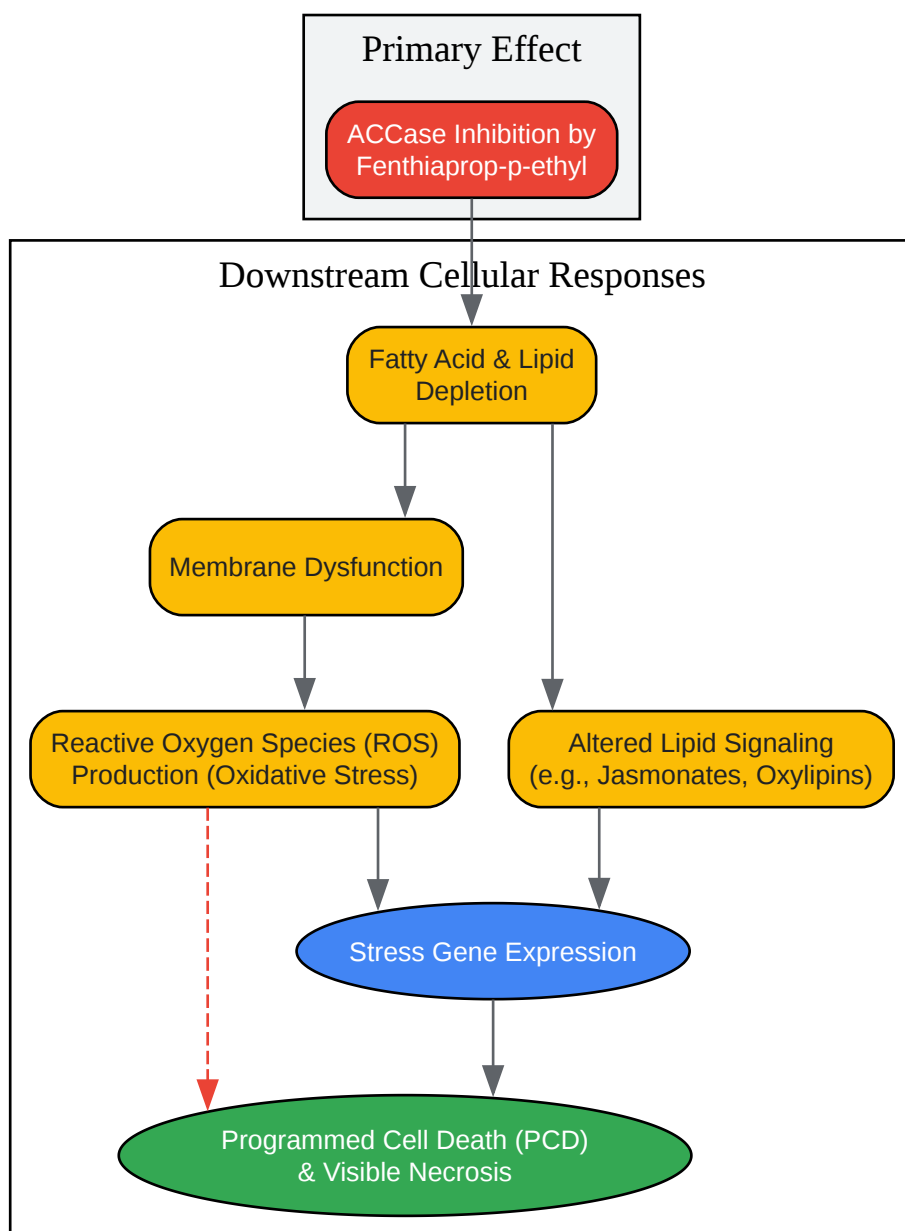 Primary Effect
ACCase Inhibition by
Fenthiaprop-p-ethyl
Downstream Cellular Responses
Fatty Acid & Lipid
Depletion
Membrane Dysfunction
Reactive Oxygen Species (ROS)
Production (Oxidative Stress)
Altered Lipid Signaling
(e.g., Jasmonates, Oxylipins)
Stress Gene Expression
Programmed Cell Death (PCD)
& Visible Necrosis